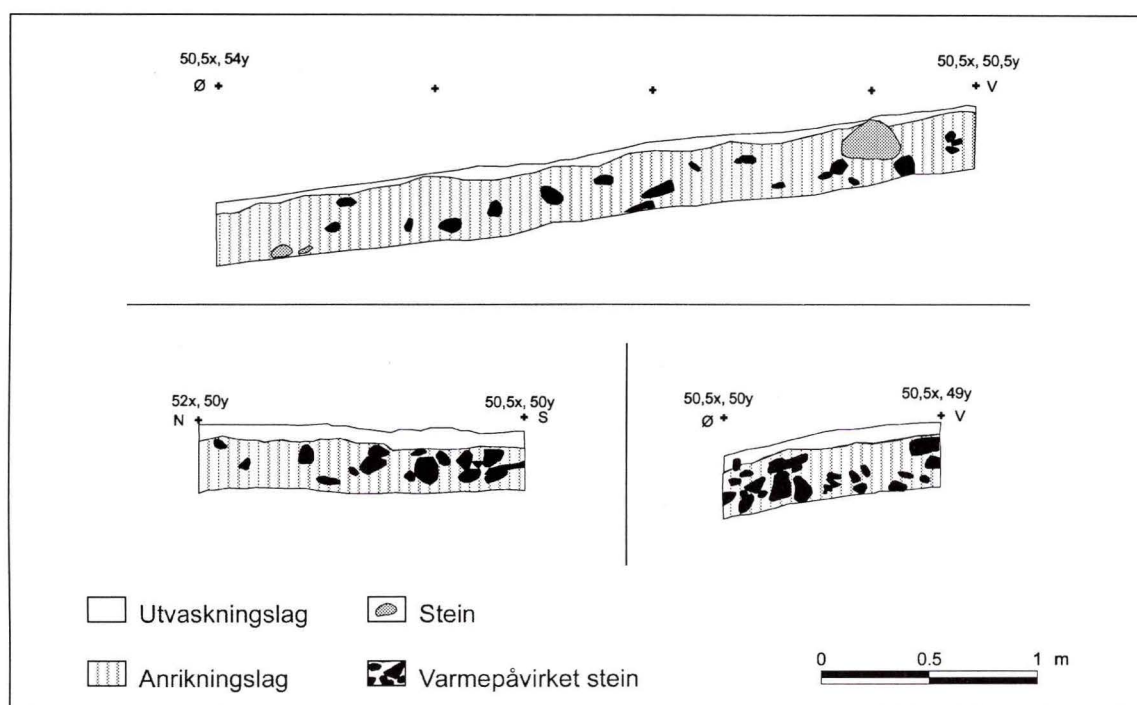 50,5x, 54y
50,5x, 50,5y
Ø
V
52x, 50y
50,5x, 50y
N
S
50,5x, 50y
50,5x, 49y
Ø
V
Utvaskningslag
Stein
Anrikningslag
Varmepåvirket stein
0 0.5 1 m